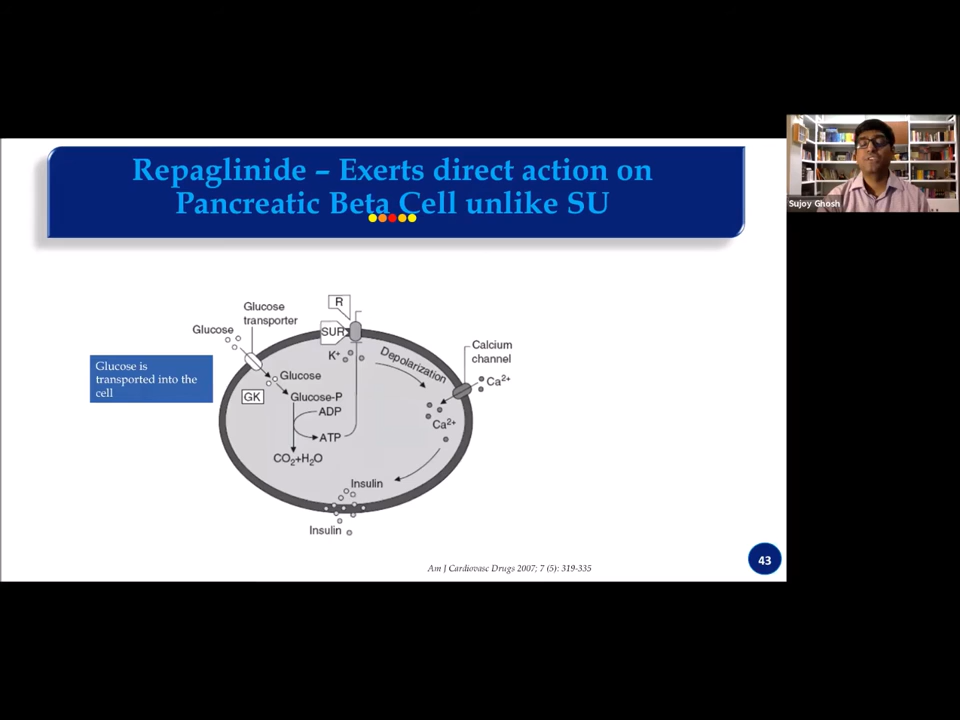 Repaglinide – Exerts direct action on
Pancreatic Beta Cell unlike SU
Sujoy Ghosh
Glucose
transporter
R
Glucose
SUR
K+
Depolarization
Calcium
channel
Ca2+
Glucose is
transported into the
cell
Glucose
GK
Glucose-P
ADP
ATP
Ca2+
CO2+H2O
Insulin
Insulin
Am J Cardiovasc Drugs 2007; 7 (5): 319-335
43